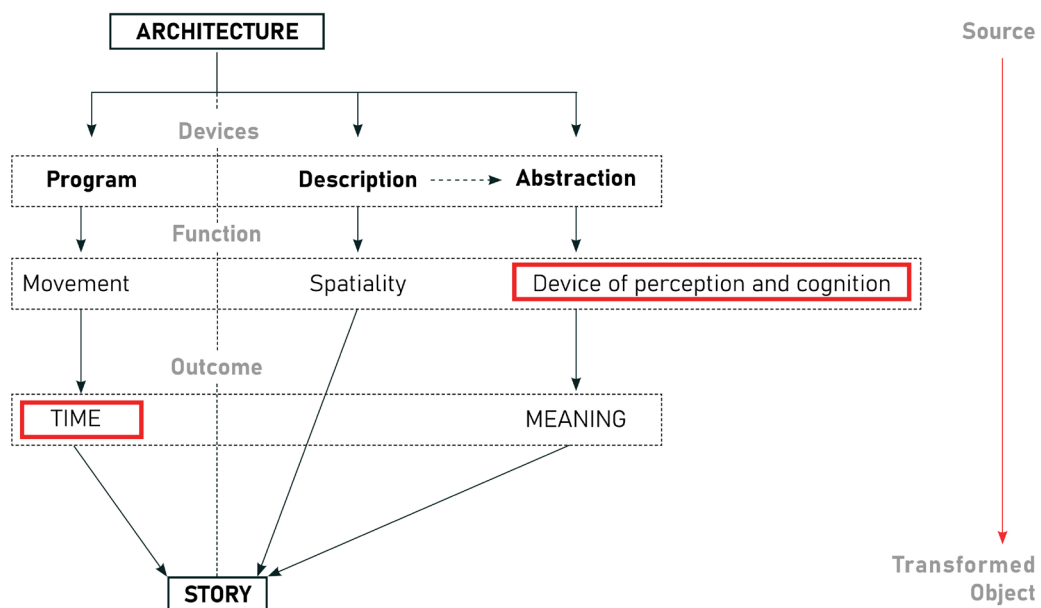 ARCHITECTURE
Source
Devices
Program
Description
Abstraction
Function
Movement
Spatiality
Device of perception and cognition
Outcome
TIME
MEANING
Transformed
Object
STORY